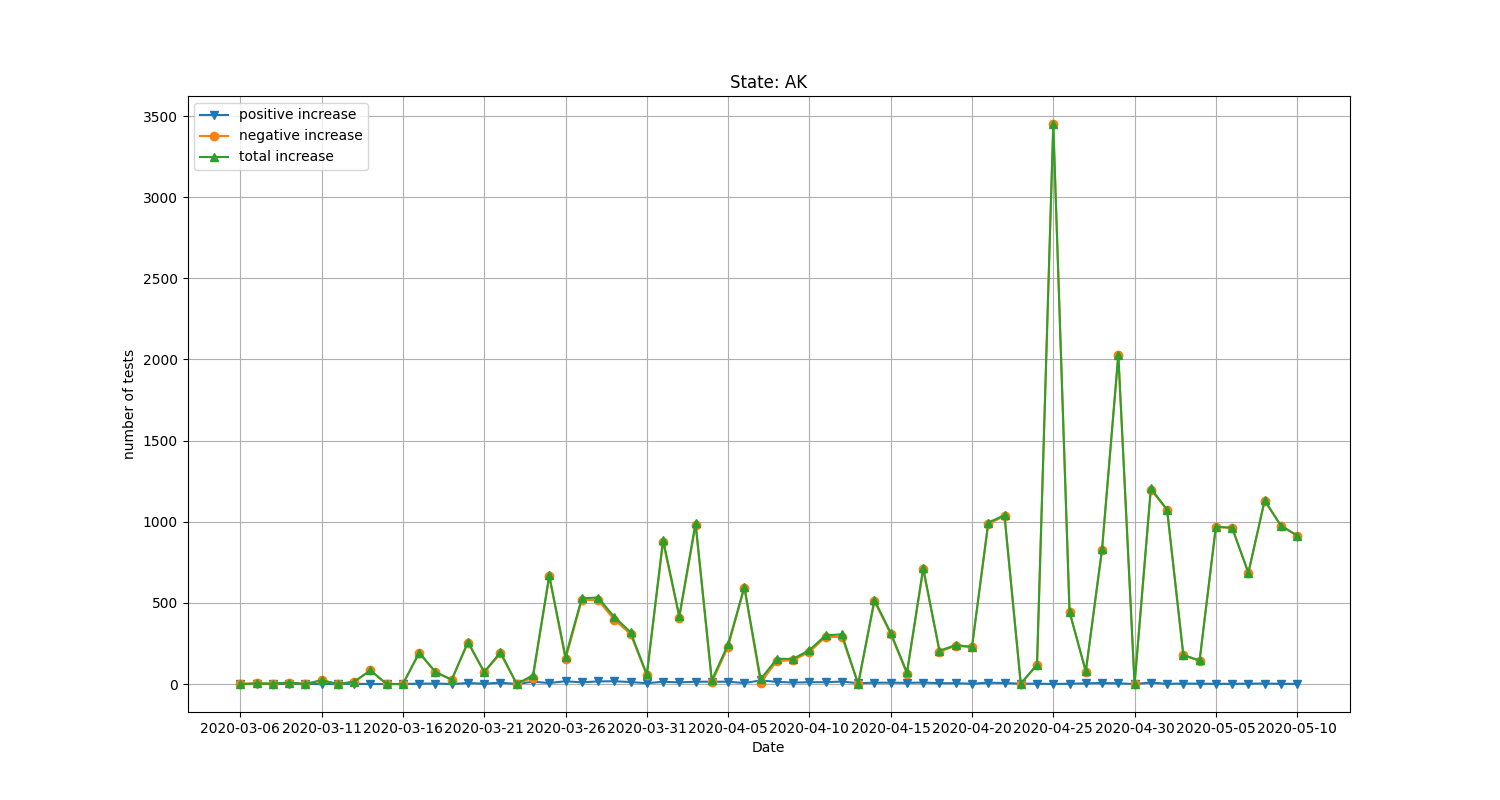 State: AK
positive increase
negative increase
total increase
3500
3000
2500
2000
1500
1000
500
0
number of tests
2020-03-06 2020-03-11 2020-03-16 2020-03-21 2020-03-26 2020-03-31 2020-04-05 2020-04-10 2020-04-15 2020-04-20 2020-04-25 2020-04-30 2020-05-05 2020-05-10
Date